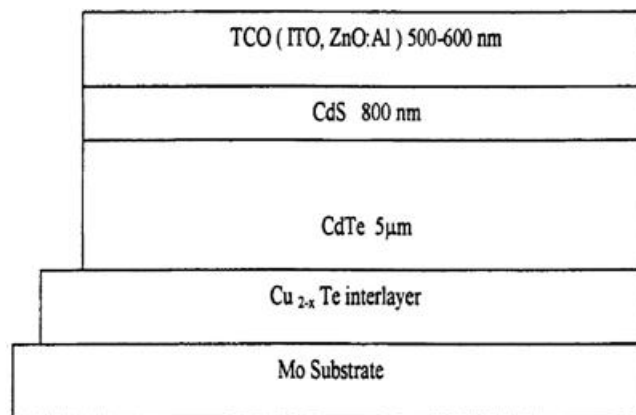 TCO ( ITO, ZnO:Al ) 500-600 nm
CdS 800 nm
CdTe 5μm
Cu 2-x Te interlayer
Mo Substrate